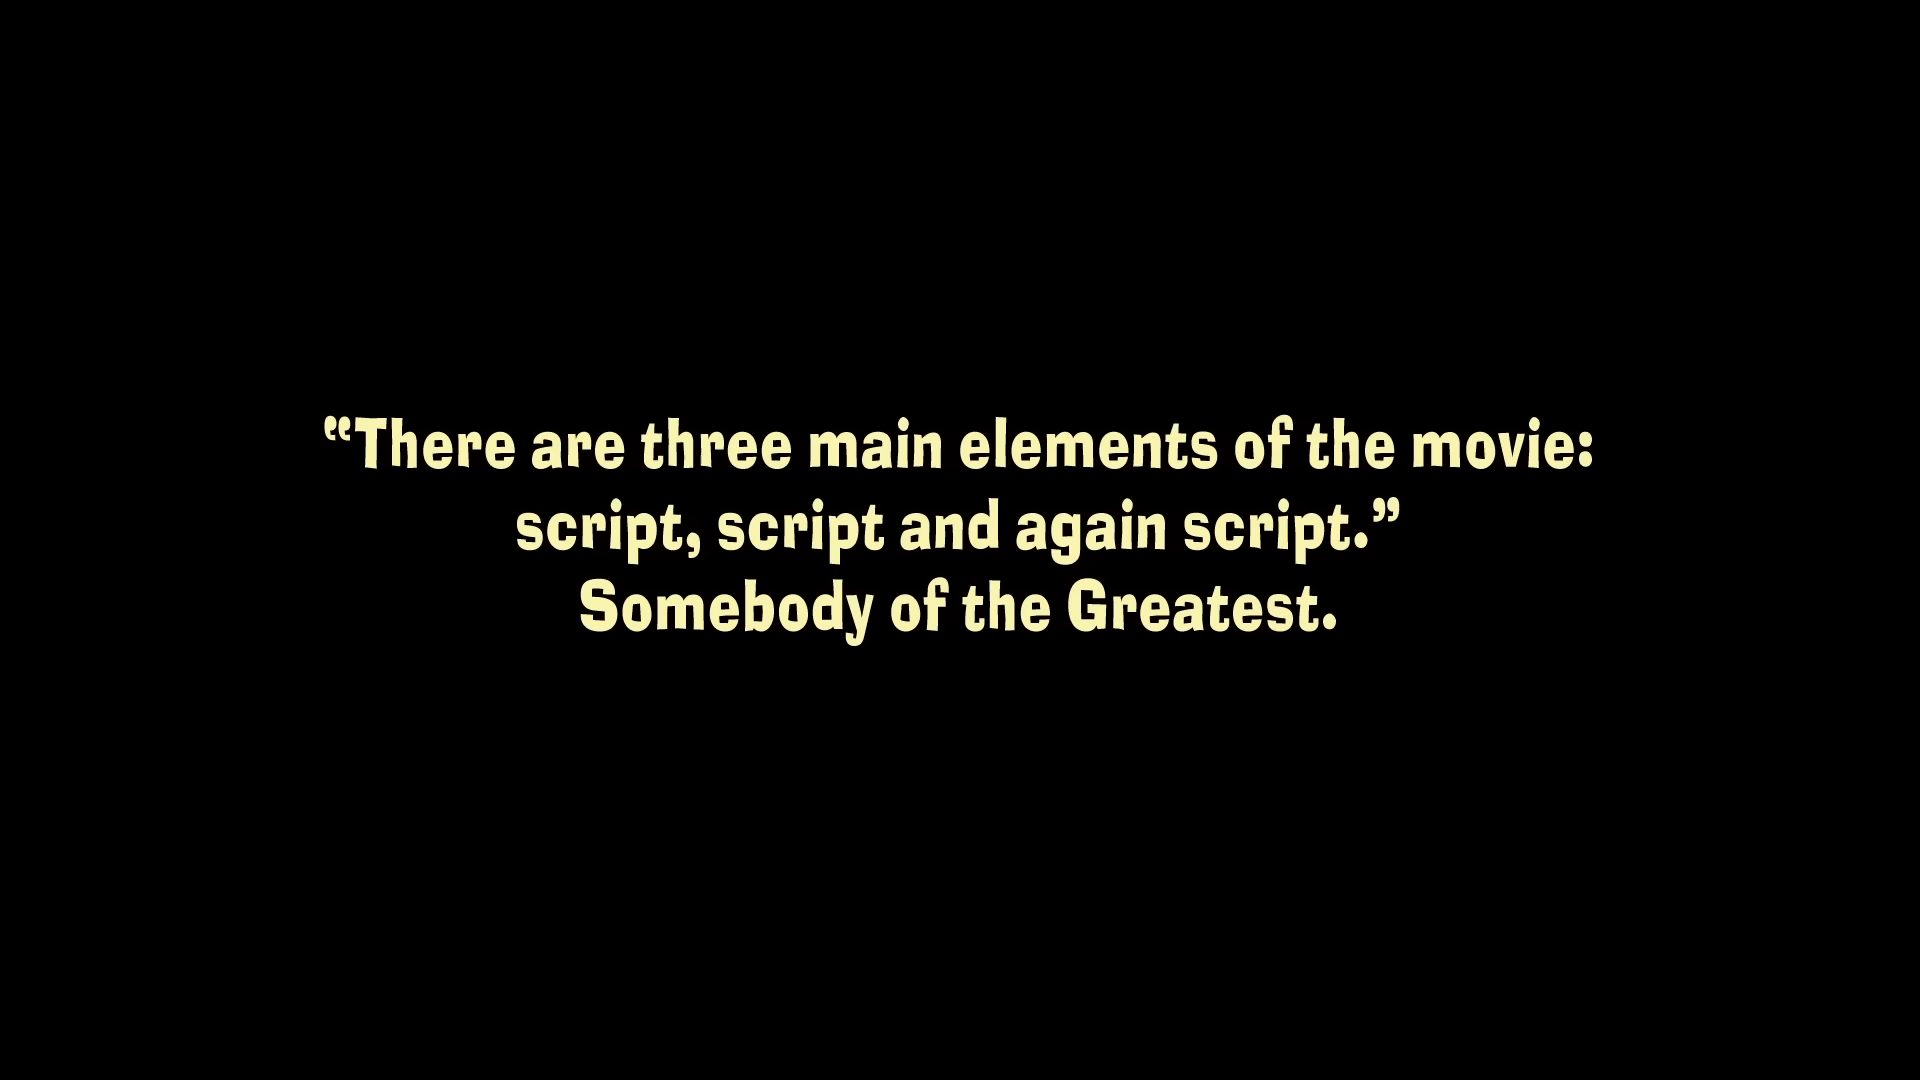 “There are three main elements of the movie:
script, script and again script.”
Somebody of the Greatest.